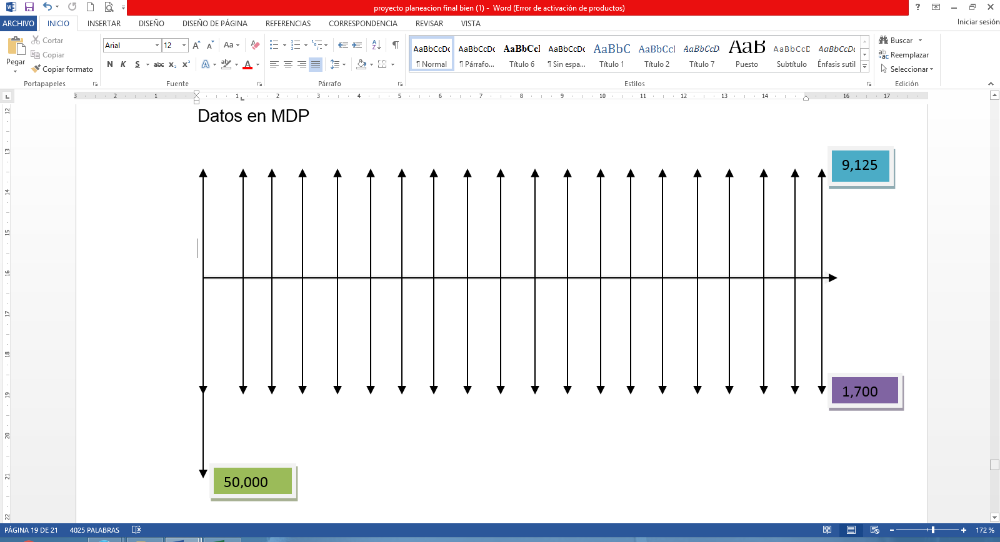 proyecto planeacion final bien (1) - Word (Error de activación de productos)
ARCHIVO INICIO INSERTAR DISEÑO DISEÑO DE PÁGINA REFERENCIAS CORRESPONDENCIA REVISAR VISTA Iniciar sesión
Pegar
Cortar
Copiar
Copiar formato
Portapapeles
Arial 12
N K S abc x₂ x² A A
Fuente
Párrafo
AaBbCcDc AaBbCcDc AaBbCcI AaBbCcDc AaBbC AaBbCcI AaBbCcD AaB AaBbCcD AaBbCcDc
¶ Normal ¶ Párrafo... Título 6 ¶ Sin espa... Título 1 Título 2 Título 7 Puesto Subtítulo Énfasis sutil
Estilos
Buscar
Reemplazar
Seleccionar
Edición
3 2 1 1 2 3 4 5 6 7 8 9 10 11 12 13 14 16 17
12
13
14
15
16
17
18
19
20
21
22
Datos en MDP
9,125
1,700
50,000
PÁGINA 19 DE 21 4025 PALABRAS 172 %